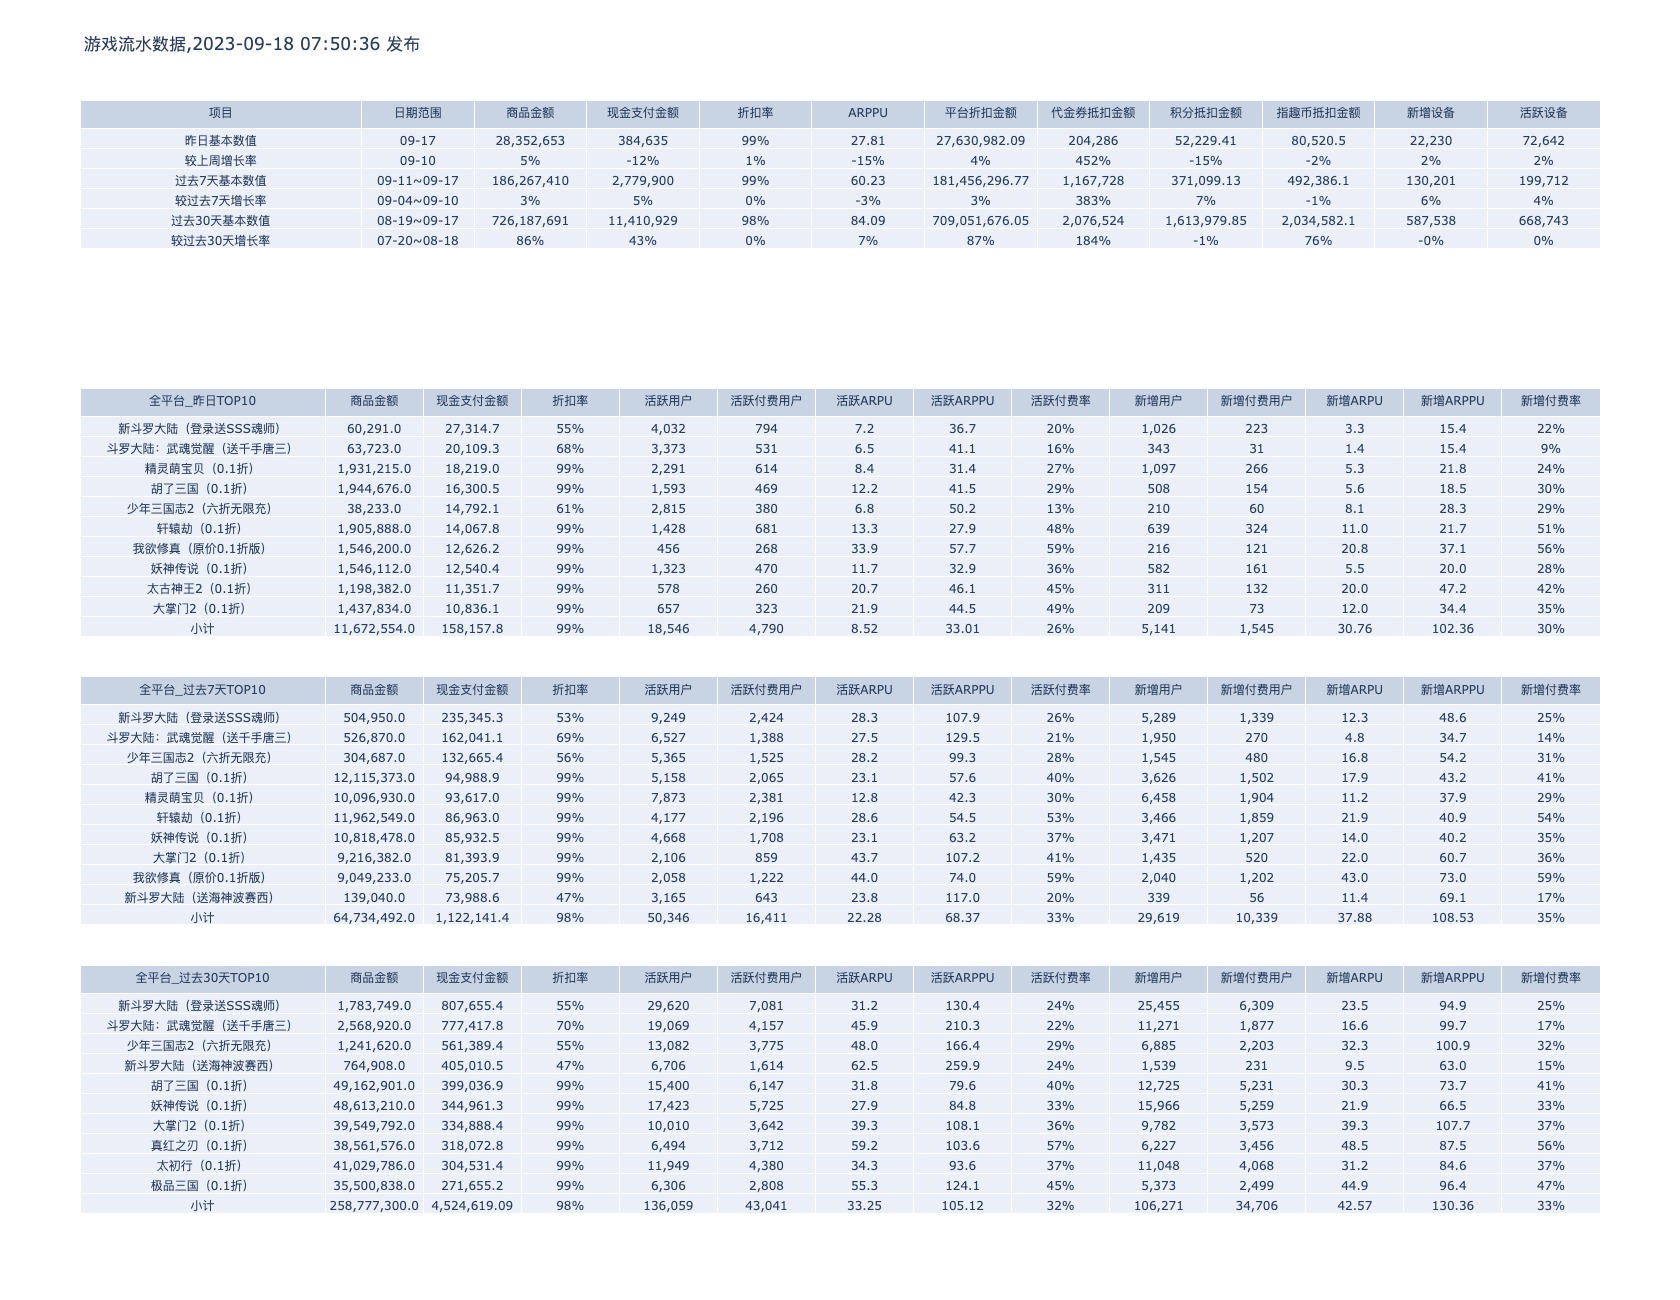 游戏流水数据,2023-09-18 07:50:36 发布
项目 日期范围 商品金额 现金支付金额 折扣率 ARPPU 平台折扣金额 代金券抵扣金额 积分抵扣金额 指趣币抵扣金额 新增设备 活跃设备
昨日基本数值 09-17 28,352,653 384,635 99% 27.81 27,630,982.09 204,286 52,229.41 80,520.5 22,230 72,642
较上周增长率 09-10 5% -12% 1% -15% 4% 452% -15% -2% 2% 2%
过去7天基本数值 09-11~09-17 186,267,410 2,779,900 99% 60.23 181,456,296.77 1,167,728 371,099.13 492,386.1 130,201 199,712
较过去7天增长率 09-04~09-10 3% 5% 0% -3% 3% 383% 7% -1% 6% 4%
过去30天基本数值 08-19~09-17 726,187,691 11,410,929 98% 84.09 709,051,676.05 2,076,524 1,613,979.85 2,034,582.1 587,538 668,743
较过去30天增长率 07-20~08-18 86% 43% 0% 7% 87% 184% -1% 76% -0% 0%
全平台_昨日TOP10 商品金额 现金支付金额 折扣率 活跃用户 活跃付费用户 活跃ARPU 活跃ARPPU 活跃付费率 新增用户 新增付费用户 新增ARPU 新增ARPPU 新增付费率
新斗罗大陆（登录送SSS魂师） 60,291.0 27,314.7 55% 4,032 794 7.2 36.7 20% 1,026 223 3.3 15.4 22%
斗罗大陆：武魂觉醒（送千手唐三） 63,723.0 20,109.3 68% 3,373 531 6.5 41.1 16% 343 31 1.4 15.4 9%
精灵萌宝贝（0.1折） 1,931,215.0 18,219.0 99% 2,291 614 8.4 31.4 27% 1,097 266 5.3 21.8 24%
胡了三国（0.1折） 1,944,676.0 16,300.5 99% 1,593 469 12.2 41.5 29% 508 154 5.6 18.5 30%
少年三国志2（六折无限充） 38,233.0 14,792.1 61% 2,815 380 6.8 50.2 13% 210 60 8.1 28.3 29%
轩辕劫（0.1折） 1,905,888.0 14,067.8 99% 1,428 681 13.3 27.9 48% 639 324 11.0 21.7 51%
我欲修真（原价0.1折版） 1,546,200.0 12,626.2 99% 456 268 33.9 57.7 59% 216 121 20.8 37.1 56%
妖神传说（0.1折） 1,546,112.0 12,540.4 99% 1,323 470 11.7 32.9 36% 582 161 5.5 20.0 28%
太古神王2（0.1折） 1,198,382.0 11,351.7 99% 578 260 20.7 46.1 45% 311 132 20.0 47.2 42%
大掌门2（0.1折） 1,437,834.0 10,836.1 99% 657 323 21.9 44.5 49% 209 73 12.0 34.4 35%
小计 11,672,554.0 158,157.8 99% 18,546 4,790 8.52 33.01 26% 5,141 1,545 30.76 102.36 30%
全平台_过去7天TOP10 商品金额 现金支付金额 折扣率 活跃用户 活跃付费用户 活跃ARPU 活跃ARPPU 活跃付费率 新增用户 新增付费用户 新增ARPU 新增ARPPU 新增付费率
新斗罗大陆（登录送SSS魂师） 504,950.0 235,345.3 53% 9,249 2,424 28.3 107.9 26% 5,289 1,339 12.3 48.6 25%
斗罗大陆：武魂觉醒（送千手唐三） 526,870.0 162,041.1 69% 6,527 1,388 27.5 129.5 21% 1,950 270 4.8 34.7 14%
少年三国志2（六折无限充） 304,687.0 132,665.4 56% 5,365 1,525 28.2 99.3 28% 1,545 480 16.8 54.2 31%
胡了三国（0.1折） 12,115,373.0 94,988.9 99% 5,158 2,065 23.1 57.6 40% 3,626 1,502 17.9 43.2 41%
精灵萌宝贝（0.1折） 10,096,930.0 93,617.0 99% 7,873 2,381 12.8 42.3 30% 6,458 1,904 11.2 37.9 29%
轩辕劫（0.1折） 11,962,549.0 86,963.0 99% 4,177 2,196 28.6 54.5 53% 3,466 1,859 21.9 40.9 54%
妖神传说（0.1折） 10,818,478.0 85,932.5 99% 4,668 1,708 23.1 63.2 37% 3,471 1,207 14.0 40.2 35%
大掌门2（0.1折） 9,216,382.0 81,393.9 99% 2,106 859 43.7 107.2 41% 1,435 520 22.0 60.7 36%
我欲修真（原价0.1折版） 9,049,233.0 75,205.7 99% 2,058 1,222 44.0 74.0 59% 2,040 1,202 43.0 73.0 59%
新斗罗大陆（送海神波赛西） 139,040.0 73,988.6 47% 3,165 643 23.8 117.0 20% 339 56 11.4 69.1 17%
小计 64,734,492.0 1,122,141.4 98% 50,346 16,411 22.28 68.37 33% 29,619 10,339 37.88 108.53 35%
全平台_过去30天TOP10 商品金额 现金支付金额 折扣率 活跃用户 活跃付费用户 活跃ARPU 活跃ARPPU 活跃付费率 新增用户 新增付费用户 新增ARPU 新增ARPPU 新增付费率
新斗罗大陆（登录送SSS魂师） 1,783,749.0 807,655.4 55% 29,620 7,081 31.2 130.4 24% 25,455 6,309 23.5 94.9 25%
斗罗大陆：武魂觉醒（送千手唐三） 2,568,920.0 777,417.8 70% 19,069 4,157 45.9 210.3 22% 11,271 1,877 16.6 99.7 17%
少年三国志2（六折无限充） 1,241,620.0 561,389.4 55% 13,082 3,775 48.0 166.4 29% 6,885 2,203 32.3 100.9 32%
新斗罗大陆（送海神波赛西） 764,908.0 405,010.5 47% 6,706 1,614 62.5 259.9 24% 1,539 231 9.5 63.0 15%
胡了三国（0.1折） 49,162,901.0 399,036.9 99% 15,400 6,147 31.8 79.6 40% 12,725 5,231 30.3 73.7 41%
妖神传说（0.1折） 48,613,210.0 344,961.3 99% 17,423 5,725 27.9 84.8 33% 15,966 5,259 21.9 66.5 33%
大掌门2（0.1折） 39,549,792.0 334,888.4 99% 10,010 3,642 39.3 108.1 36% 9,782 3,573 39.3 107.7 37%
真红之刃（0.1折） 38,561,576.0 318,072.8 99% 6,494 3,712 59.2 103.6 57% 6,227 3,456 48.5 87.5 56%
太初行（0.1折） 41,029,786.0 304,531.4 99% 11,949 4,380 34.3 93.6 37% 11,048 4,068 31.2 84.6 37%
极品三国（0.1折） 35,500,838.0 271,655.2 99% 6,306 2,808 55.3 124.1 45% 5,373 2,499 44.9 96.4 47%
小计 258,777,300.0 4,524,619.09 98% 136,059 43,041 33.25 105.12 32% 106,271 34,706 42.57 130.36 33%